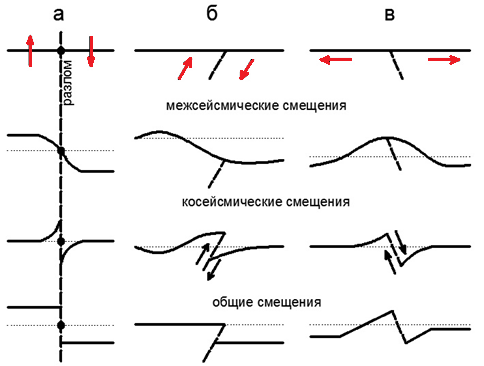 а б в
разлом
межсейсмические смещения
косейсмические смещения
общие смещения